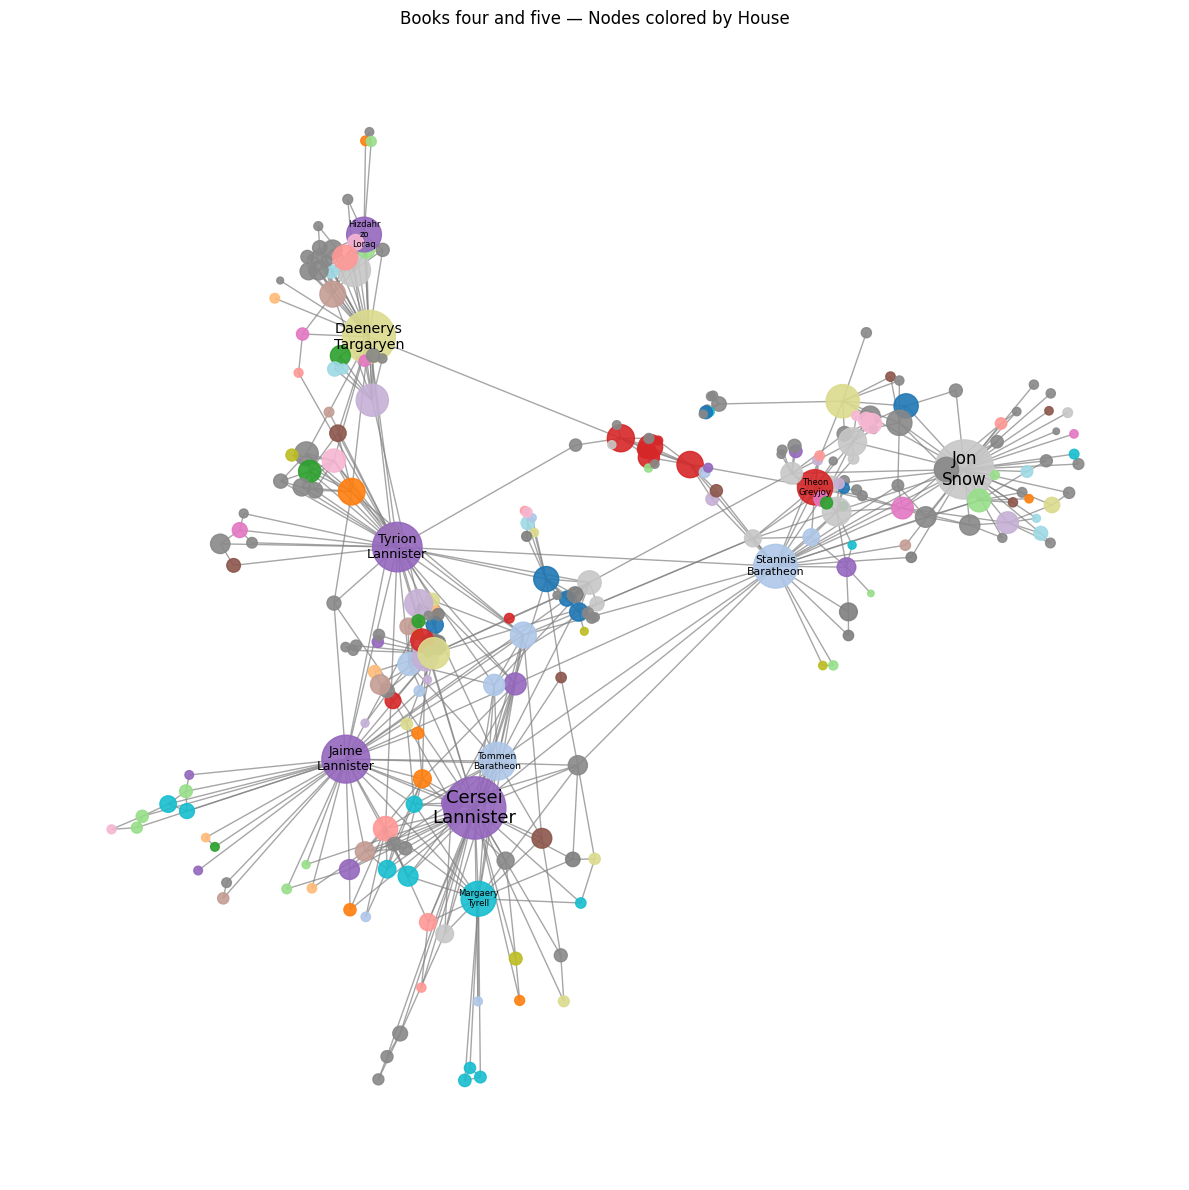 Books four and five — Nodes colored by House
Hizdahr
zo
Loraq
Daenerys
Targaryen
Jon
Snow
Theon
Greyjoy
Tyrion
Lannister
Stannis
Baratheon
Jaime
Lannister
Tommen
Baratheon
Cersei
Lannister
Margaery
Tyrell